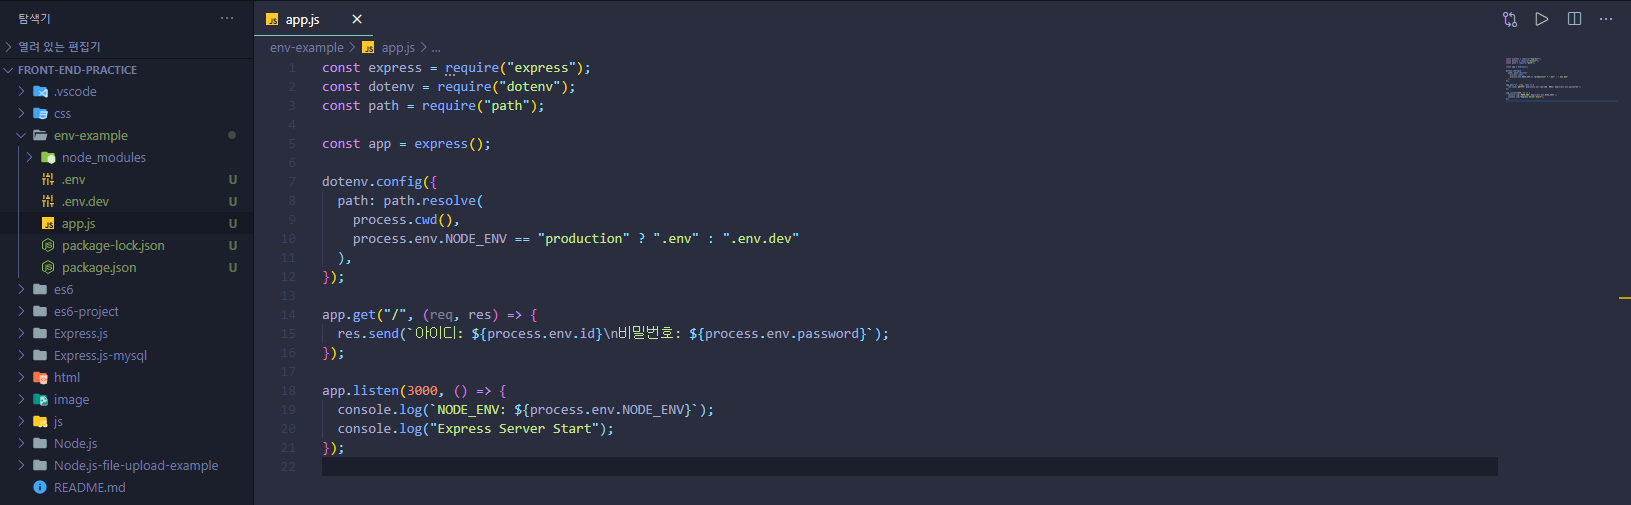 탐색기
열려 있는 편집기
FRONT-END-PRACTICE
.vscode
css
env-example
node_modules
.env U
.env.dev U
app.js U
package-lock.json U
package.json U
es6
es6-project
Express.js
Express.js-mysql
html
image
js
Node.js
Node.js-file-upload-example
README.md
app.js
env-example > app.js > ...
1 const express = require("express");
2 const dotenv = require("dotenv");
3 const path = require("path");
4
5 const app = express();
6
7 dotenv.config({
8 path: path.resolve(
9 process.cwd(),
10 process.env.NODE_ENV == "production" ? ".env" : ".env.dev"
11 ),
12 });
13
14 app.get("/", (req, res) => {
15 res.send(`아이디: ${process.env.id}\n비밀번호: ${process.env.password}`);
16 });
17
18 app.listen(3000, () => {
19 console.log(`NODE_ENV: ${process.env.NODE_ENV}`);
20 console.log("Express Server Start");
21 });
22